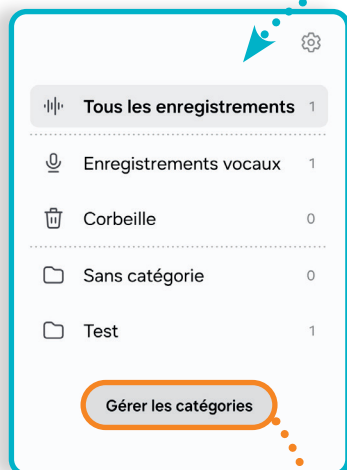 Tous les enregistrements 1
Enregistrements vocaux 1
Corbeille 0
Sans catégorie 0
Test 1
Gérer les catégories